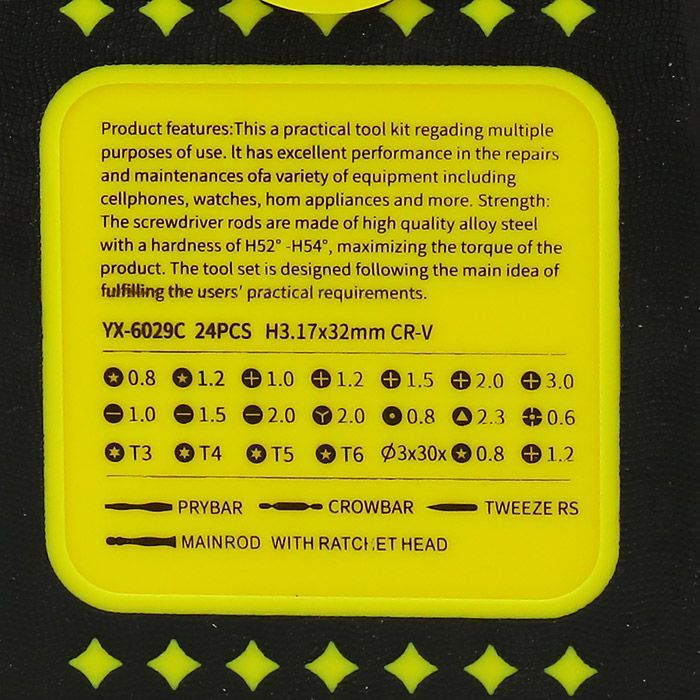 Product features:This a practical tool kit regading multiple
purposes of use. lt has excellent performance in the repairs
and maintenances ofa variety of equipment including
cellphones, watches, hom appliances and more. Strength:
The screwdriver rods are made of high quality alloy steel
with a hardness of H52° -H54°, maximizing the torque of the
product. The tool set is designed following the main idea of
fulfilling the users' practical requirements.
YX-6029C 24PCS H3.17x32mm CR-V
0.8 1.2 1.0 1.2 1.5 2.0 3.0
1.0 1.5 2.0 2.0 0.8 2.3 0.6
T3 T4 T5 T6 Ø3x30x 0.8 1.2
PRYBAR CROWBAR TWEEZE RS
MAINROD WITH RATCHET HEAD